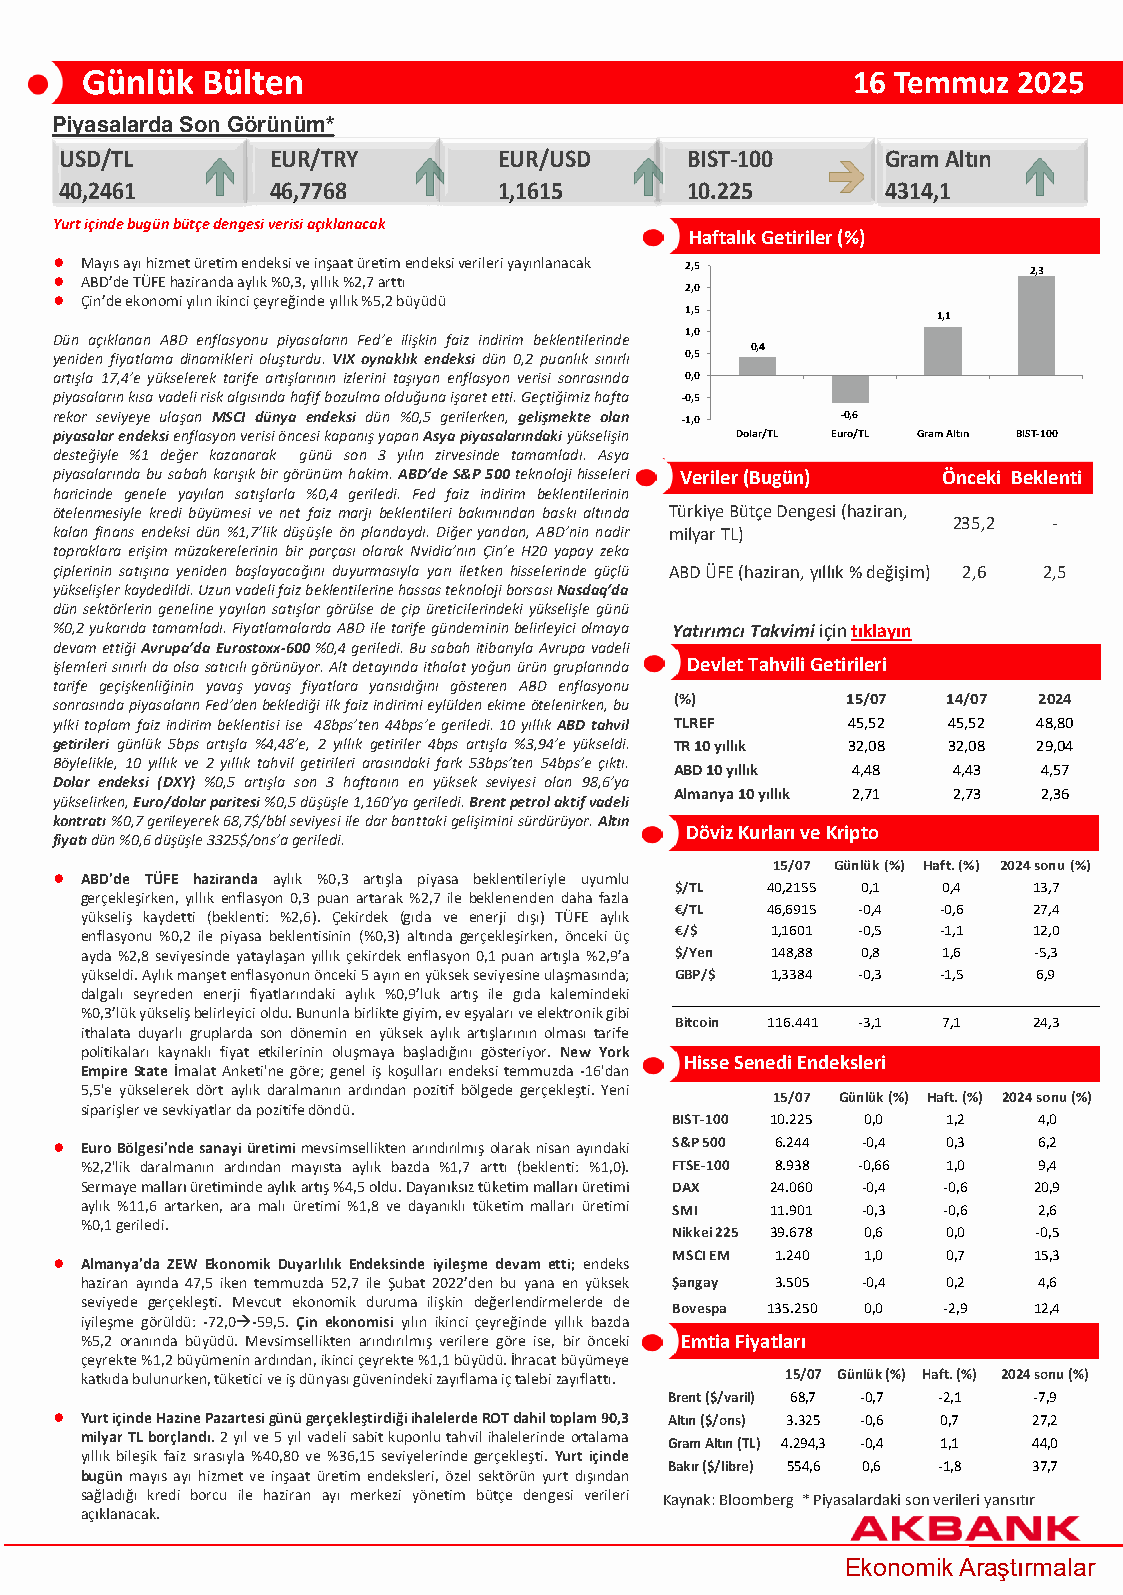 Günlük Bülten
16 Temmuz 2025
Piyasalarda Son Görünüm*
USD/TL EUR/TRY EUR/USD BIST-100 Gram Altın
40,2461 46,7768 1,1615 10.225 4314,1
Yurt içinde bugün bütçe dengesi verisi açıklanacak
● Mayıs ayı hizmet üretim endeksi ve inşaat üretim endeksi verileri yayınlanacak
● ABD’de TÜFE haziranda aylık %0,3, yıllık %2,7 arttı
● Çin’de ekonomi yılın ikinci çeyreğinde yıllık %5,2 büyüdü
Dün açıklanan ABD enflasyonu piyasaların Fed’e ilişkin faiz indirim beklentilerinde
yeniden fiyatlama dinamikleri oluşturdu. VIX oynaklık endeksi dün 0,2 puanlık sınırlı
artışla 17,4’e yükselerek tarife artışlarının izlerini taşıyan enflasyon verisi sonrasında
piyasaların kısa vadeli risk algısında hafif bozulma olduğuna işaret etti. Geçtiğimiz hafta
rekor seviyeye ulaşan MSCI dünya endeksi dün %0,5 gerilerken, gelişmekte olan
piyasalar endeksi enflasyon verisi öncesi kapanış yapan Asya piyasalarındaki yükselişin
desteğiyle %1 değer kazanarak günü son 3 yılın zirvesinde tamamladı. Asya
piyasalarında bu sabah karışık bir görünüm hakim. ABD’de S&P 500 teknoloji hisseleri
haricinde genele yayılan satışlarla %0,4 geriledi. Fed faiz indirim beklentilerinin
ötelenmesiyle kredi büyümesi ve net faiz marjı beklentileri bakımından baskı altında
kalan finans endeksi dün %1,7’lik düşüşle ön plandaydı. Diğer yandan, ABD’nin nadir
topraklara erişim müzakerelerinin bir parçası olarak Nvidia’nın Çin’e H20 yapay zeka
çiplerinin satışına yeniden başlayacağını duyurmasıyla yarı iletken hisselerinde güçlü
yükselişler kaydedildi. Uzun vadeli faiz beklentilerine hassas teknoloji borsası Nasdaq’da
dün sektörlerin geneline yayılan satışlar görülse de çip üreticilerindeki yükselişle günü
%0,2 yukarıda tamamladı. Fiyatlamalarda ABD ile tarife gündeminin belirleyici olmaya
devam ettiği Avrupa’da Eurostoxx-600 %0,4 geriledi. Bu sabah itibarıyla Avrupa vadeli
işlemleri sınırlı da olsa satıcılı görünüyor. Alt detayında ithalat yoğun ürün gruplarında
tarife geçişkenliğinin yavaş yavaş fiyatlara yansıdığını gösteren ABD enflasyonu
sonrasında piyasaların Fed’den beklediği ilk faiz indirimi eylülden ekime ötelenirken, bu
yılki toplam faiz indirim beklentisi ise 48bps’ten 44bps’e geriledi. 10 yıllık ABD tahvil
getirileri günlük 5bps artışla %4,48’e, 2 yıllık getiriler 4bps artışla %3,94’e yükseldi.
Böylelikle, 10 yıllık ve 2 yıllık tahvil getirileri arasındaki fark 53bps’ten 54bps’e çıktı.
Dolar endeksi (DXY) %0,5 artışla son 3 haftanın en yüksek seviyesi olan 98,6’ya
yükselirken, Euro/dolar paritesi %0,5 düşüşle 1,160’ya geriledi. Brent petrol aktif vadeli
kontratı %0,7 gerileyerek 68,7$/bbl seviyesi ile dar banttaki gelişimini sürdürüyor. Altın
fiyatı dün %0,6 düşüşle 3325$/ons’a geriledi.
● ABD’de TÜFE haziranda aylık %0,3 artışla piyasa beklentileriyle uyumlu
gerçekleşirken, yıllık enflasyon 0,3 puan artarak %2,7 ile beklenenden daha fazla
yükseliş kaydetti (beklenti: %2,6). Çekirdek (gıda ve enerji dışı) TÜFE aylık
enflasyonu %0,2 ile piyasa beklentisinin (%0,3) altında gerçekleşirken, önceki üç
ayda %2,8 seviyesinde yataylaşan yıllık çekirdek enflasyon 0,1 puan artışla %2,9’a
yükseldi. Aylık manşet enflasyonun önceki 5 ayın en yüksek seviyesine ulaşmasında;
dalgalı seyreden enerji fiyatlarındaki aylık %0,9’luk artış ile gıda kalemindeki
%0,3’lük yükseliş belirleyici oldu. Bununla birlikte giyim, ev eşyaları ve elektronik gibi
ithalata duyarlı gruplarda son dönemin en yüksek aylık artışlarının olması tarife
politikaları kaynaklı fiyat etkilerinin oluşmaya başladığını gösteriyor. New York
Empire State İmalat Anketi'ne göre; genel iş koşulları endeksi temmuzda -16'dan
5,5'e yükselerek dört aylık daralmanın ardından pozitif bölgede gerçekleşti. Yeni
siparişler ve sevkiyatlar da pozitife döndü.
● Euro Bölgesi’nde sanayi üretimi mevsimsellikten arındırılmış olarak nisan ayındaki
%2,2'lik daralmanın ardından mayısta aylık bazda %1,7 arttı (beklenti: %1,0).
Sermaye malları üretiminde aylık artış %4,5 oldu. Dayanıksız tüketim malları üretimi
aylık %11,6 artarken, ara malı üretimi %1,8 ve dayanıklı tüketim malları üretimi
%0,1 geriledi.
● Almanya’da ZEW Ekonomik Duyarlılık Endeksinde iyileşme devam etti; endeks
haziran ayında 47,5 iken temmuzda 52,7 ile Şubat 2022’den bu yana en yüksek
seviyede gerçekleşti. Mevcut ekonomik duruma ilişkin değerlendirmelerde de
iyileşme görüldü: -72,0→-59,5. Çin ekonomisi yılın ikinci çeyreğinde yıllık bazda
%5,2 oranında büyüdü. Mevsimsellikten arındırılmış verilere göre ise, bir önceki
çeyrekte %1,2 büyümenin ardından, ikinci çeyrekte %1,1 büyüdü. İhracat büyümeye
katkıda bulunurken, tüketici ve iş dünyası güvenindeki zayıflama iç talebi zayıflattı.
● Yurt içinde Hazine Pazartesi günü gerçekleştirdiği ihalelerde ROT dahil toplam 90,3
milyar TL borçlandı. 2 yıl ve 5 yıl vadeli sabit kuponlu tahvil ihalelerinde ortalama
yıllık bileşik faiz sırasıyla %40,80 ve %36,15 seviyelerinde gerçekleşti. Yurt içinde
bugün mayıs ayı hizmet ve inşaat üretim endeksleri, özel sektörün yurt dışından
sağladığı kredi borcu ile haziran ayı merkezi yönetim bütçe dengesi verileri
açıklanacak.
Haftalık Getiriler (%)
2,5
2,0
1,5
1,0
0,5
0,0
-0,5
-1,0
0,4
-0,6
1,1
2,3
Dolar/TL Euro/TL Gram Altın BIST-100
Veriler (Bugün) Önceki Beklenti
Türkiye Bütçe Dengesi (haziran,
milyar TL) 235,2 -
ABD ÜFE (haziran, yıllık % değişim) 2,6 2,5
Yatırımcı Takvimi için tıklayın
Devlet Tahvili Getirileri
(%) 15/07 14/07 2024
TLREF 45,52 45,52 48,80
TR 10 yıllık 32,08 32,08 29,04
ABD 10 yıllık 4,48 4,43 4,57
Almanya 10 yıllık 2,71 2,73 2,36
Döviz Kurları ve Kripto
15/07 Günlük (%) Haft. (%) 2024 sonu (%)
$/TL 40,2155 0,1 0,4 13,7
€/TL 46,6915 -0,4 -0,6 27,4
€/$ 1,1601 -0,5 -1,1 12,0
$/Yen 148,88 0,8 1,6 -5,3
GBP/$ 1,3384 -0,3 -1,5 6,9
Bitcoin 116.441 -3,1 7,1 24,3
Hisse Senedi Endeksleri
15/07 Günlük (%) Haft. (%) 2024 sonu (%)
BIST-100 10.225 0,0 1,2 4,0
S&P 500 6.244 -0,4 0,3 6,2
FTSE-100 8.938 -0,66 1,0 9,4
DAX 24.060 -0,4 -0,6 20,9
SMI 11.901 -0,3 -0,6 2,6
Nikkei 225 39.678 0,6 0,0 -0,5
MSCI EM 1.240 1,0 0,7 15,3
Şangay 3.505 -0,4 0,2 4,6
Bovespa 135.250 0,0 -2,9 12,4
Emtia Fiyatları
15/07 Günlük (%) Haft. (%) 2024 sonu (%)
Brent ($/varil) 68,7 -0,7 -2,1 -7,9
Altın ($/ons) 3.325 -0,6 0,7 27,2
Gram Altın (TL) 4.294,3 -0,4 1,1 44,0
Bakır ($/libre) 554,6 0,6 -1,8 37,7
Kaynak: Bloomberg * Piyasalardaki son verileri yansıtır
AKBANK
Ekonomik Araştırmalar